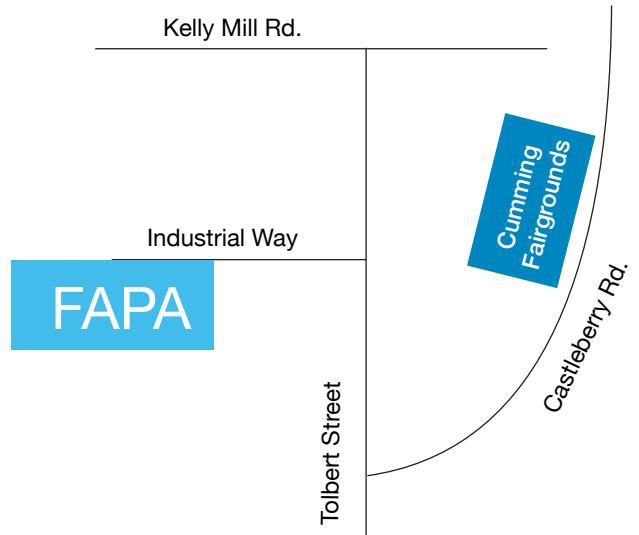 Kelly Mill Rd.
Cumming
Fairgrounds
Industrial Way
FAPA
Castleberry Rd.
Tolbert Street